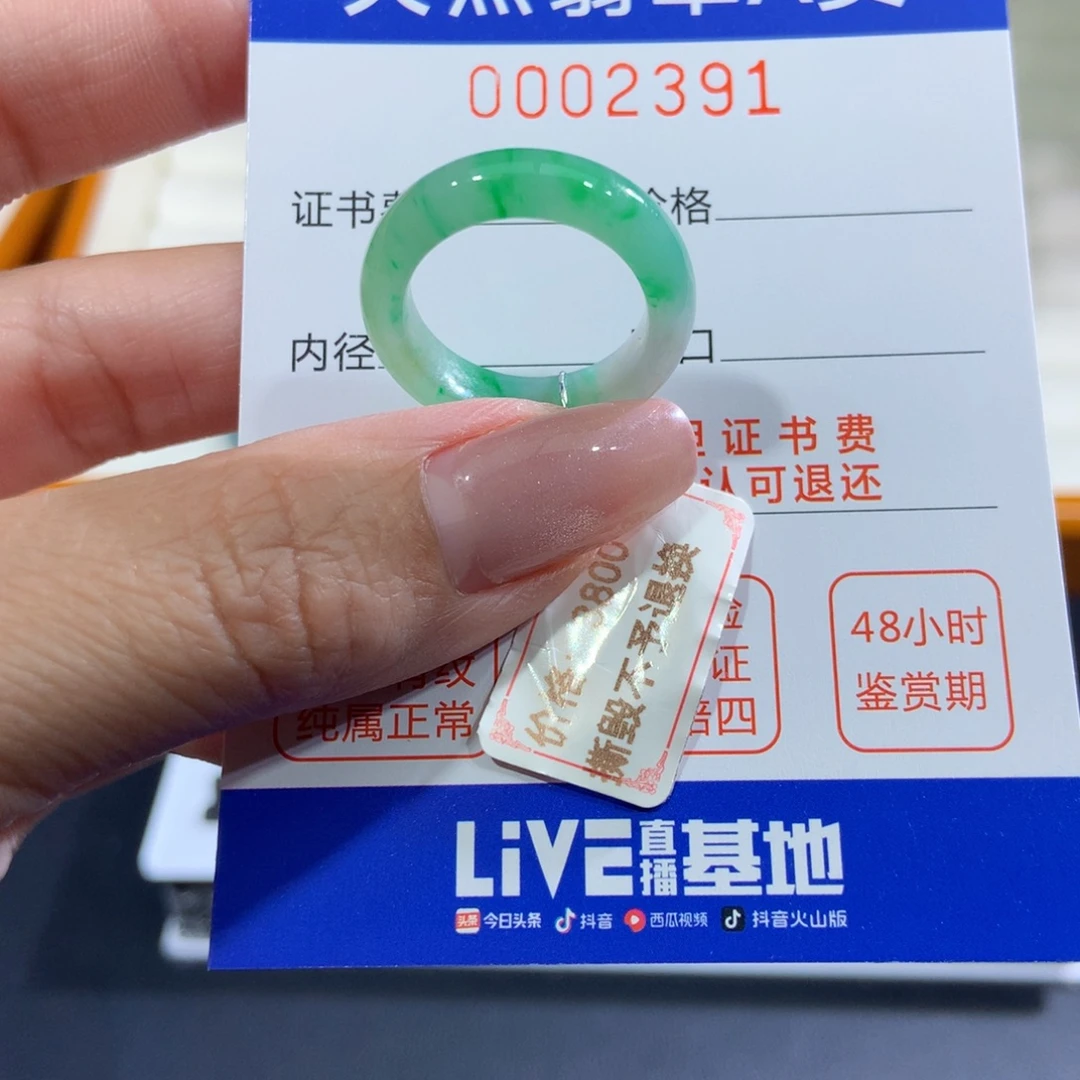 0002391
证书
格
内径
口
证书费
认可退还
纯属正常
证
四
48小时
鉴赏期
价格: 3800
撕毁不予退换
LiVE直播基地
头条 今日头条 抖音 西瓜视频 抖音火山版